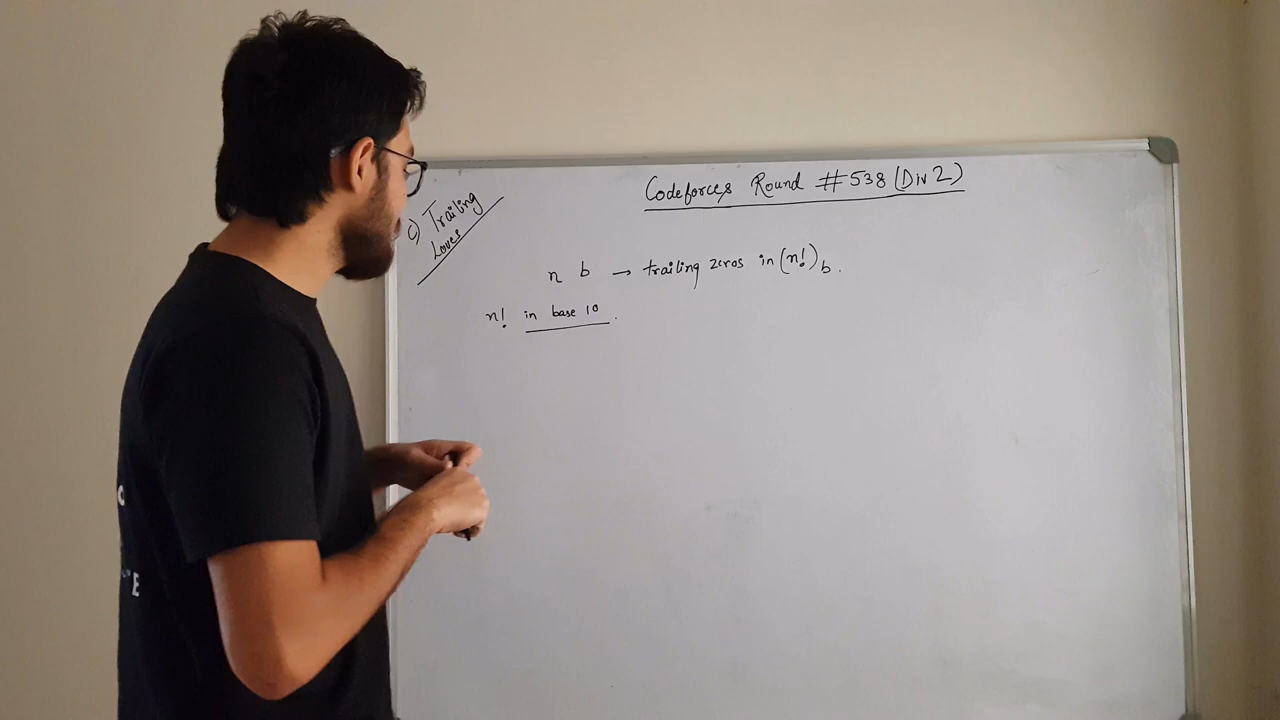 Codeforces Round #538 (Div 2)
c) Trailing
Loves
n b → trailing zeros in (n!)b.
n! in base 10.
E